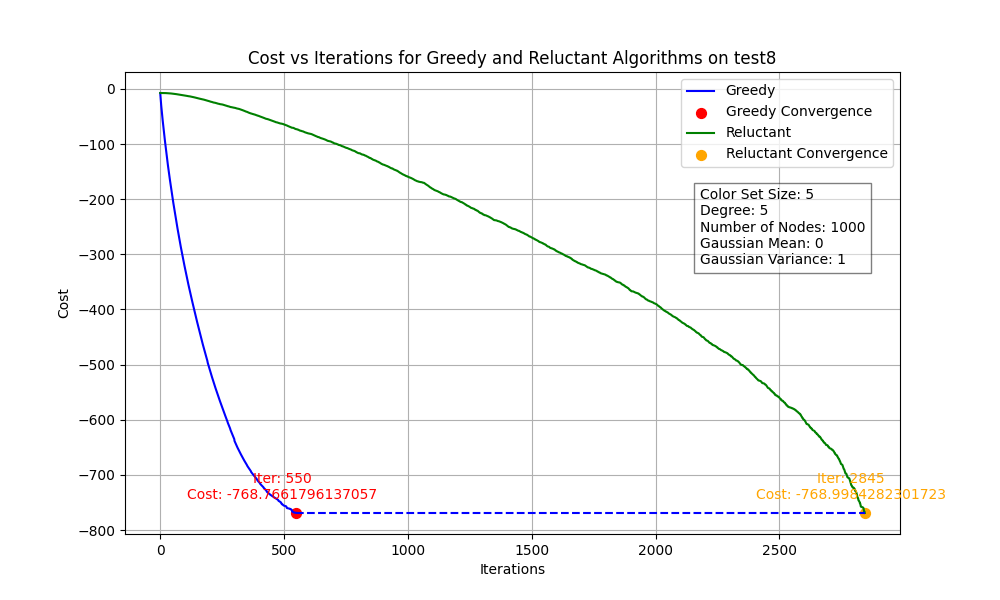 Cost vs Iterations for Greedy and Reluctant Algorithms on test8
Greedy
Greedy Convergence
Reluctant
Reluctant Convergence
Color Set Size: 5
Degree: 5
Number of Nodes: 1000
Gaussian Mean: 0
Gaussian Variance: 1
Cost
0
−100
−200
−300
−400
−500
−600
−700
−800
Iter: 550
Cost: -768.7661796137057
Iter: 2845
Cost: -768.9984282301723
0 500 1000 1500 2000 2500
Iterations